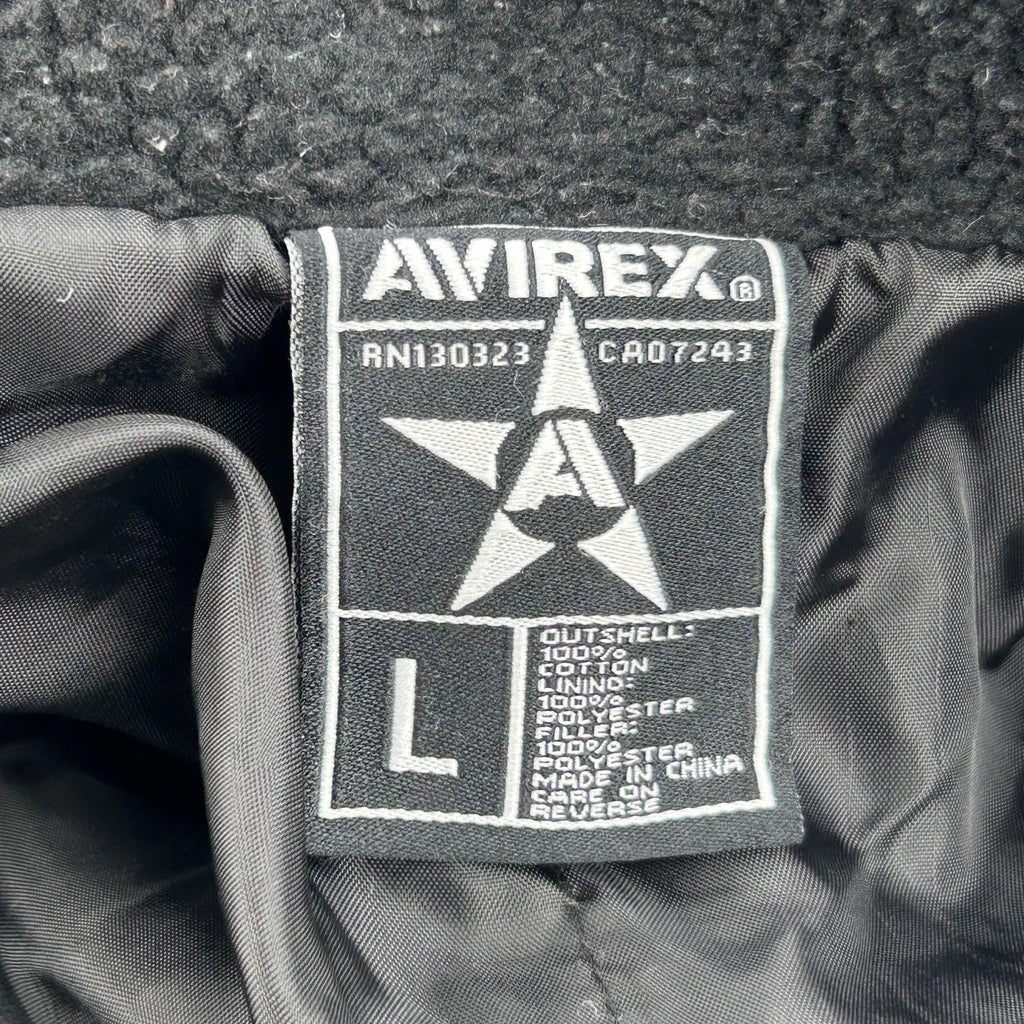 AVIREX®
RN130323 CA07243
A
L
OUTSHELL:
100%
COTTON
LINING:
100%
POLYESTER
FILLER:
100%
POLYESTER
MADE IN CHINA
CARE ON
REVERSE